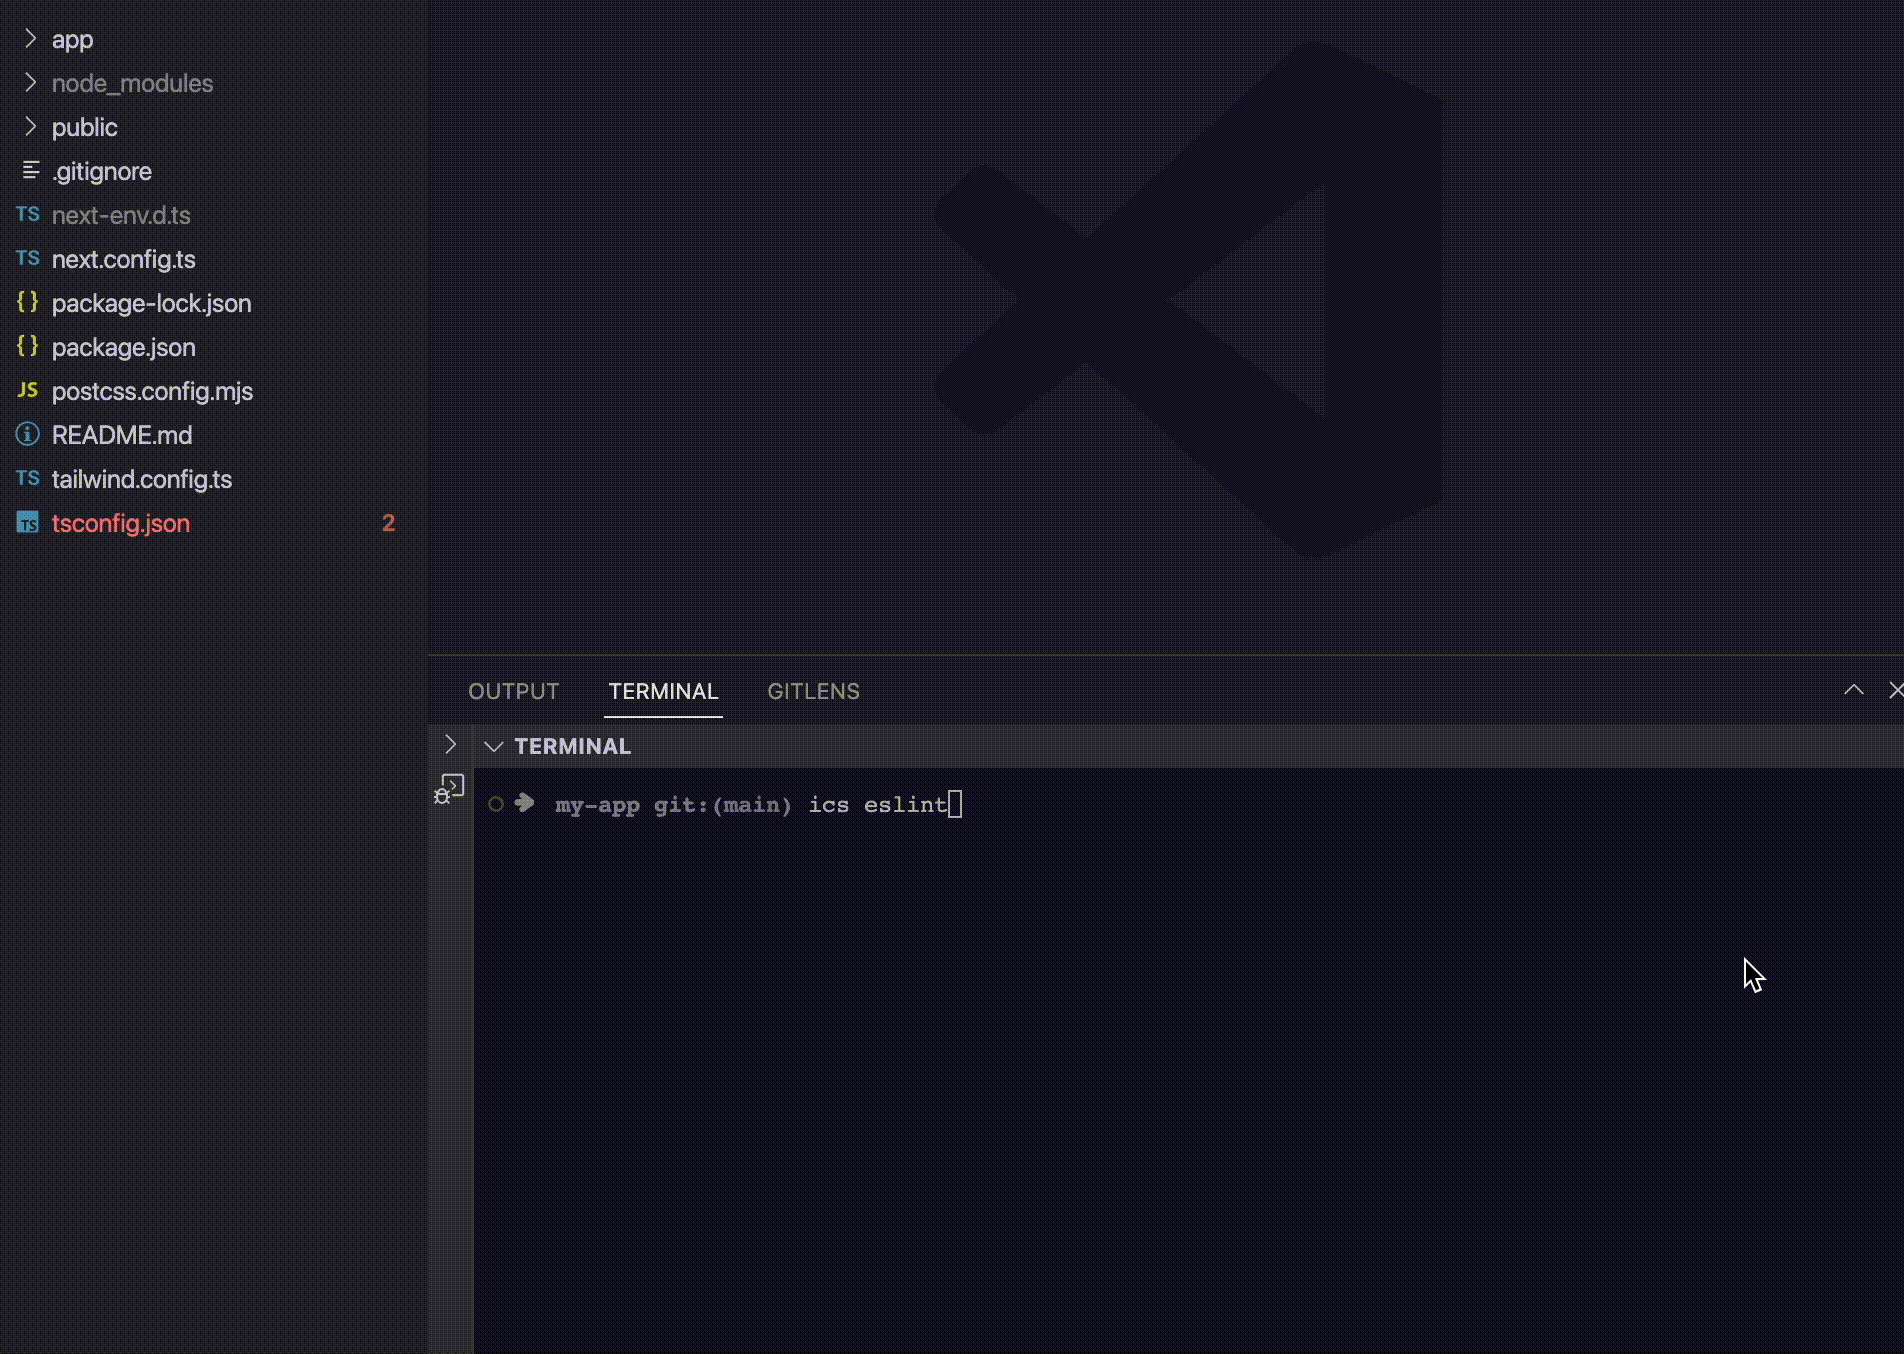 app
node_modules
public
.gitignore
TS next-env.d.ts
TS next.config.ts
{} package-lock.json
{} package.json
JS postcss.config.mjs
README.md
TS tailwind.config.ts
TS tsconfig.json 2
OUTPUT TERMINAL GITLENS
TERMINAL
my-app git:(main) ics eslint